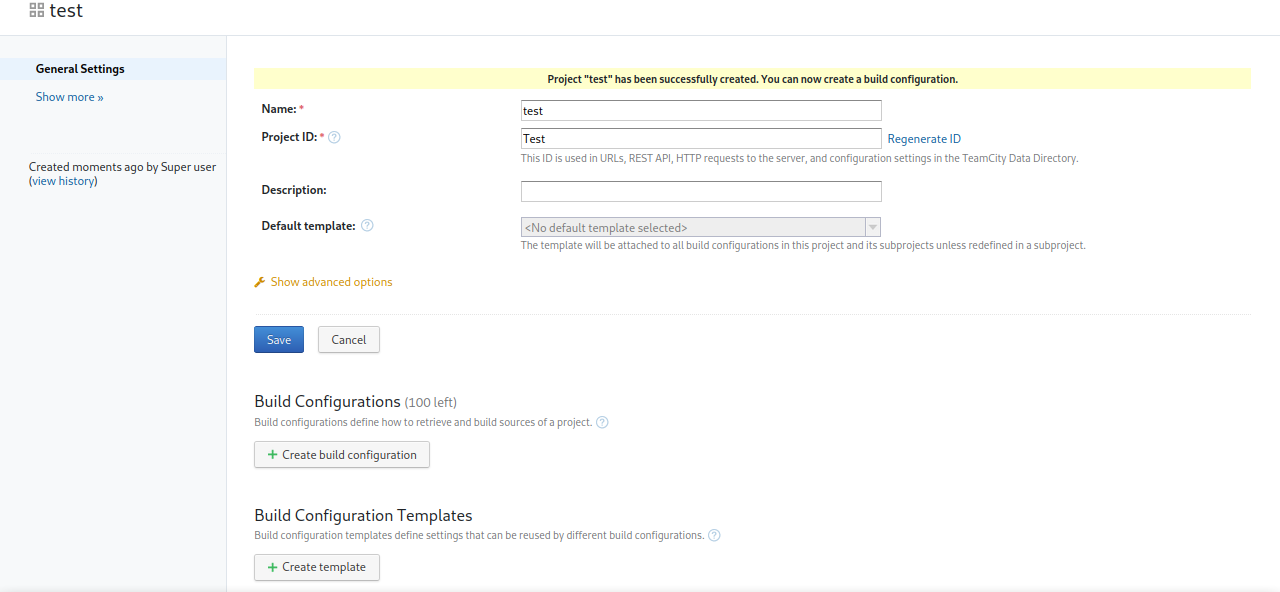 test
General Settings
Show more »
Created moments ago by Super user
(view history)
Project "test" has been successfully created. You can now create a build configuration.
Name: *
test
Project ID: * ?
Test
Regenerate ID
This ID is used in URLs, REST API, HTTP requests to the server, and configuration settings in the TeamCity Data Directory.
Description:
Default template: ?
<No default template selected>
The template will be attached to all build configurations in this project and its subprojects unless redefined in a subproject.
Show advanced options
Save
Cancel
Build Configurations (100 left)
Build configurations define how to retrieve and build sources of a project. ?
+ Create build configuration
Build Configuration Templates
Build configuration templates define settings that can be reused by different build configurations. ?
+ Create template